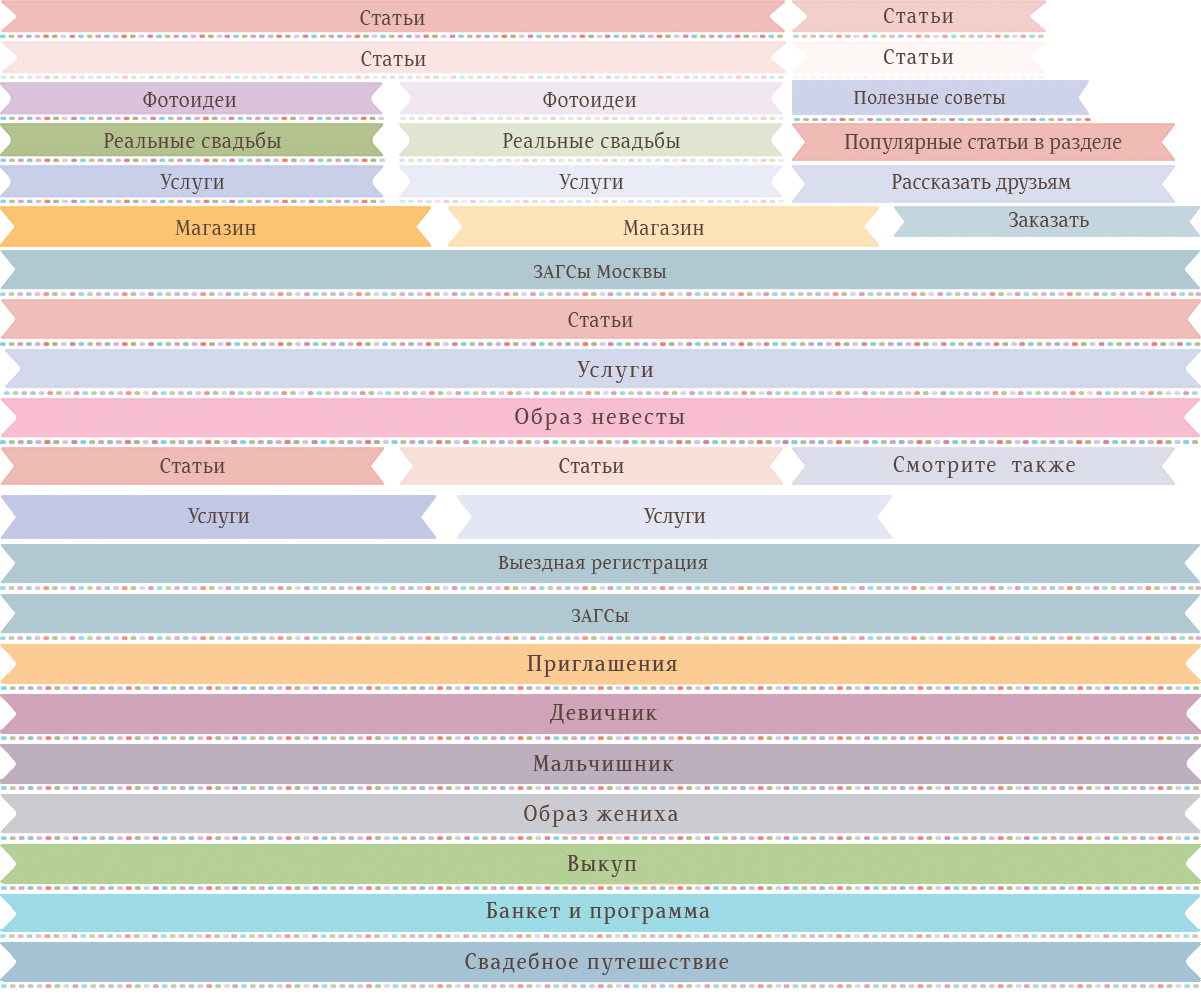 Статьи
Статьи
Статьи
Статьи
Фотоидеи
Фотоидеи
Полезные советы
Реальные свадьбы
Реальные свадьбы
Популярные статьи в разделе
Услуги
Услуги
Рассказать друзьям
Магазин
Магазин
Заказать
ЗАГСы Москвы
Статьи
Услуги
Образ невесты
Статьи
Статьи
Смотрите также
Услуги
Услуги
Выездная регистрация
ЗАГСы
Приглашения
Девичник
Мальчишник
Образ жениха
Выкуп
Банкет и программа
Свадебное путешествие